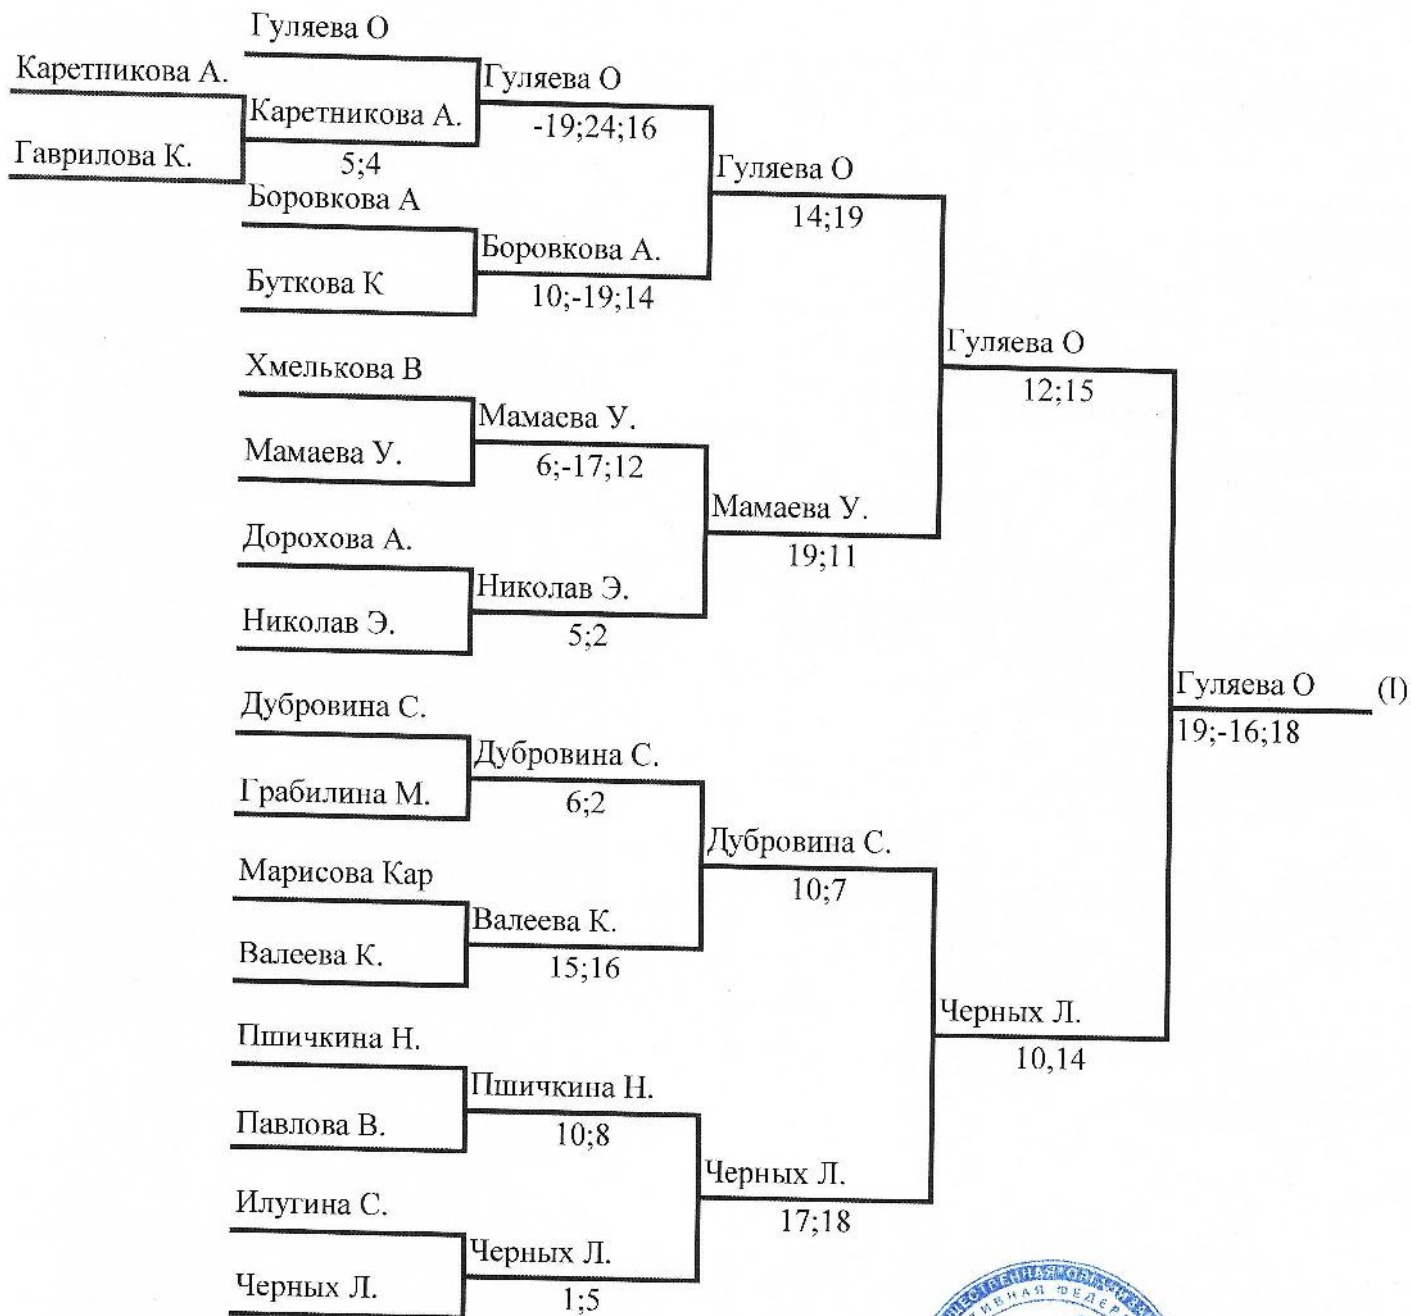 Гуляева О
Каретникова А.
Гуляева О
Каретникова А.
-19;24;16
Гаврилова К.
5;4
Гуляева О
Боровкова А
14;19
Боровкова А.
Буткова К
10;-19;14
Гуляева О
Хмелькова В
12;15
Мамаева У.
Мамаева У.
6;-17;12
Мамаева У.
Дорохова А.
19;11
Николав Э.
Николав Э.
5;2
Гуляева О (I)
Дубровина С.
19;-16;18
Дубровина С.
Грабилина М.
6;2
Дубровина С.
Марисова Кар
10;7
Валеева К.
Валеева К.
15;16
Черных Л.
Пшичкина Н.
10,14
Пшичкина Н.
Павлова В.
10;8
Черных Л.
Илугина С.
17;18
Черных Л.
Черных Л.
1;5